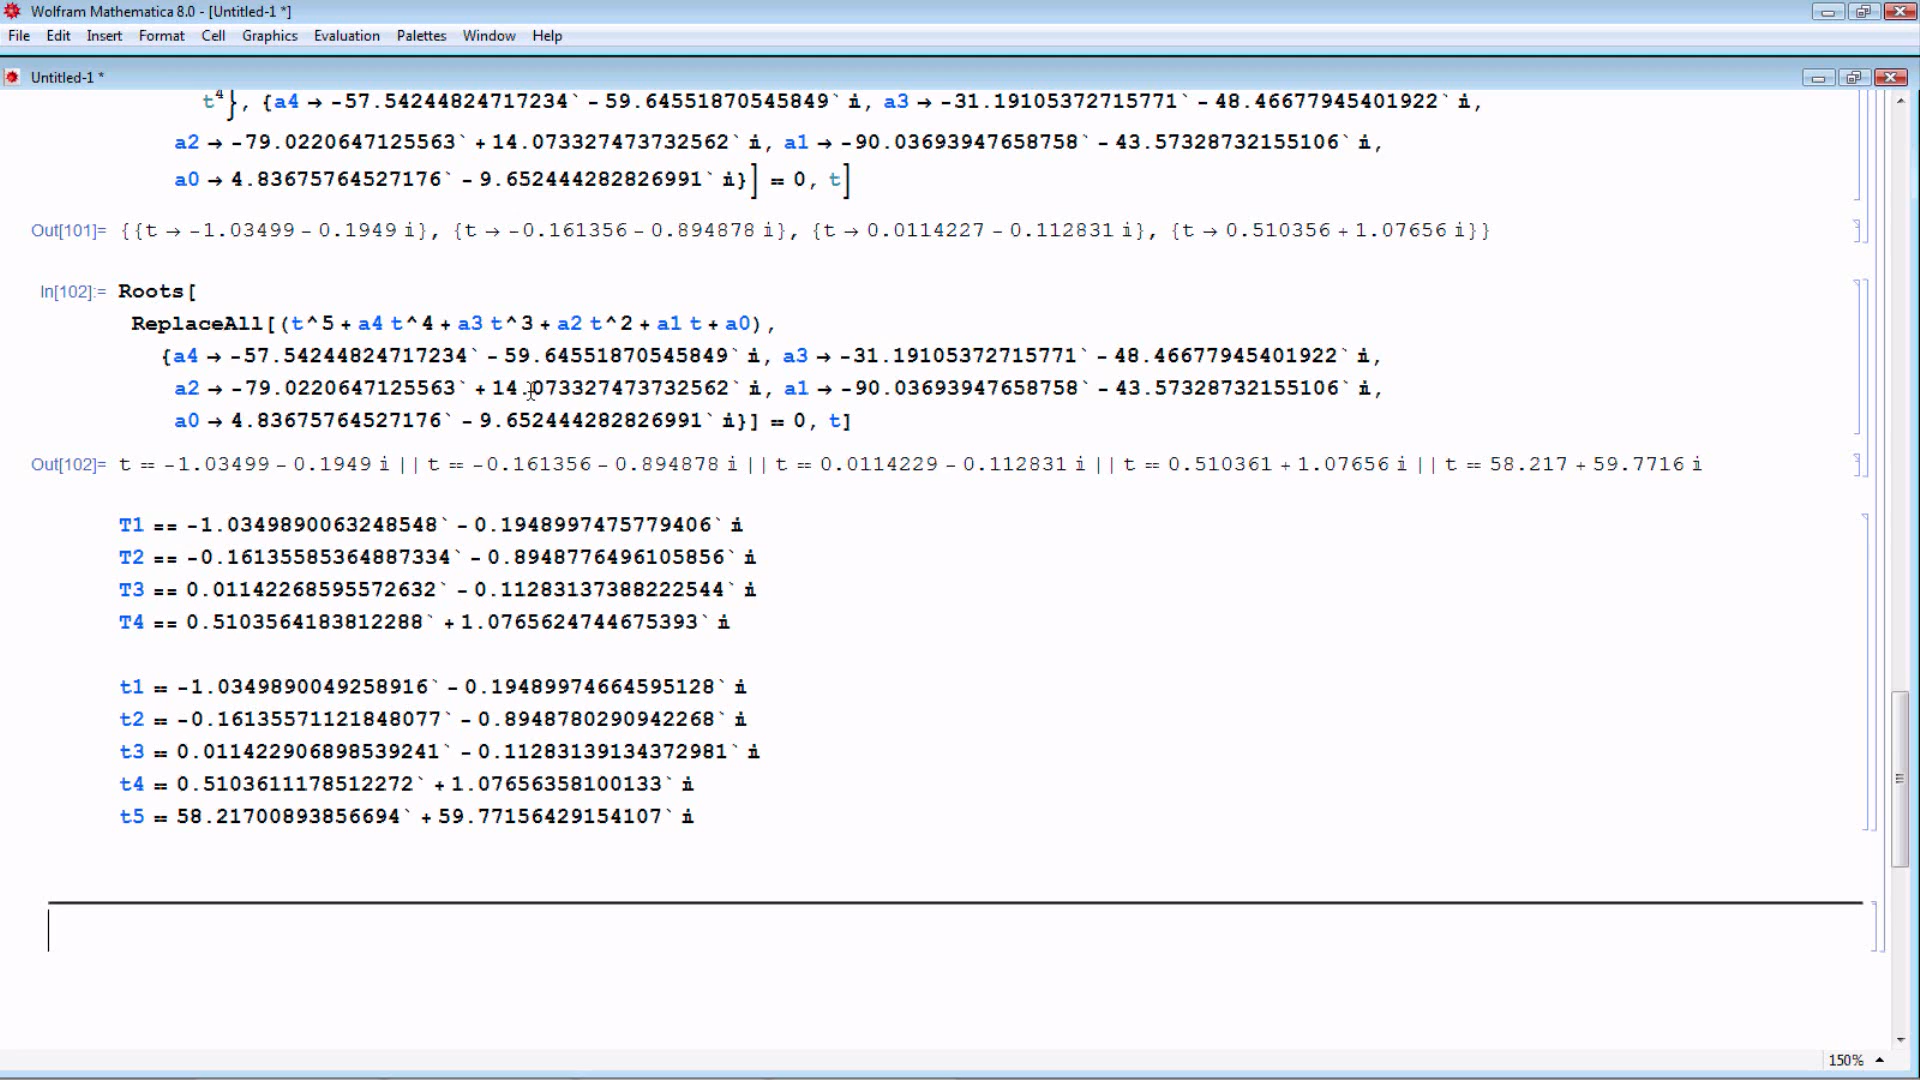 Wolfram Mathematica 8.0 - [Untitled-1 *]
File Edit Insert Format Cell Graphics Evaluation Palettes Window Help
Untitled-1 *
t^4}, {a4 → -57.54244824717234` - 59.64551870545849` i, a3 → -31.19105372715771` - 48.46677945401922` i,
a2 → -79.0220647125563` + 14.073327473732562` i, a1 → -90.03693947658758` - 43.57328732155106` i,
a0 → 4.83675764527176` - 9.652444282826991` i}] == 0, t]
Out[101]= {{t → -1.03499 - 0.1949 i}, {t → -0.161356 - 0.894878 i}, {t → 0.0114227 - 0.112831 i}, {t → 0.510356 + 1.07656 i}}
In[102]:= Roots[
ReplaceAll[(t^5 + a4 t^4 + a3 t^3 + a2 t^2 + a1 t + a0),
{a4 → -57.54244824717234` - 59.64551870545849` i, a3 → -31.19105372715771` - 48.46677945401922` i,
a2 → -79.0220647125563` + 14.073327473732562` i, a1 → -90.03693947658758` - 43.57328732155106` i,
a0 → 4.83675764527176` - 9.652444282826991` i}] == 0, t]
Out[102]= t == -1.03499 - 0.1949 i || t == -0.161356 - 0.894878 i || t == 0.0114229 - 0.112831 i || t == 0.510361 + 1.07656 i || t == 58.217 + 59.7716 i
T1 == -1.0349890063248548` - 0.1948997475779406` i
T2 == -0.16135585364887334` - 0.8948776496105856` i
T3 == 0.01142268595572632` - 0.11283137388222544` i
T4 == 0.5103564183812288` + 1.0765624744675393` i
t1 == -1.0349890049258916` - 0.19489974664595128` i
t2 == -0.16135571121848077` - 0.8948780290942268` i
t3 == 0.011422906898539241` - 0.11283139134372981` i
t4 == 0.5103611178512272` + 1.07656358100133` i
t5 == 58.21700893856694` + 59.77156429154107` i
150%